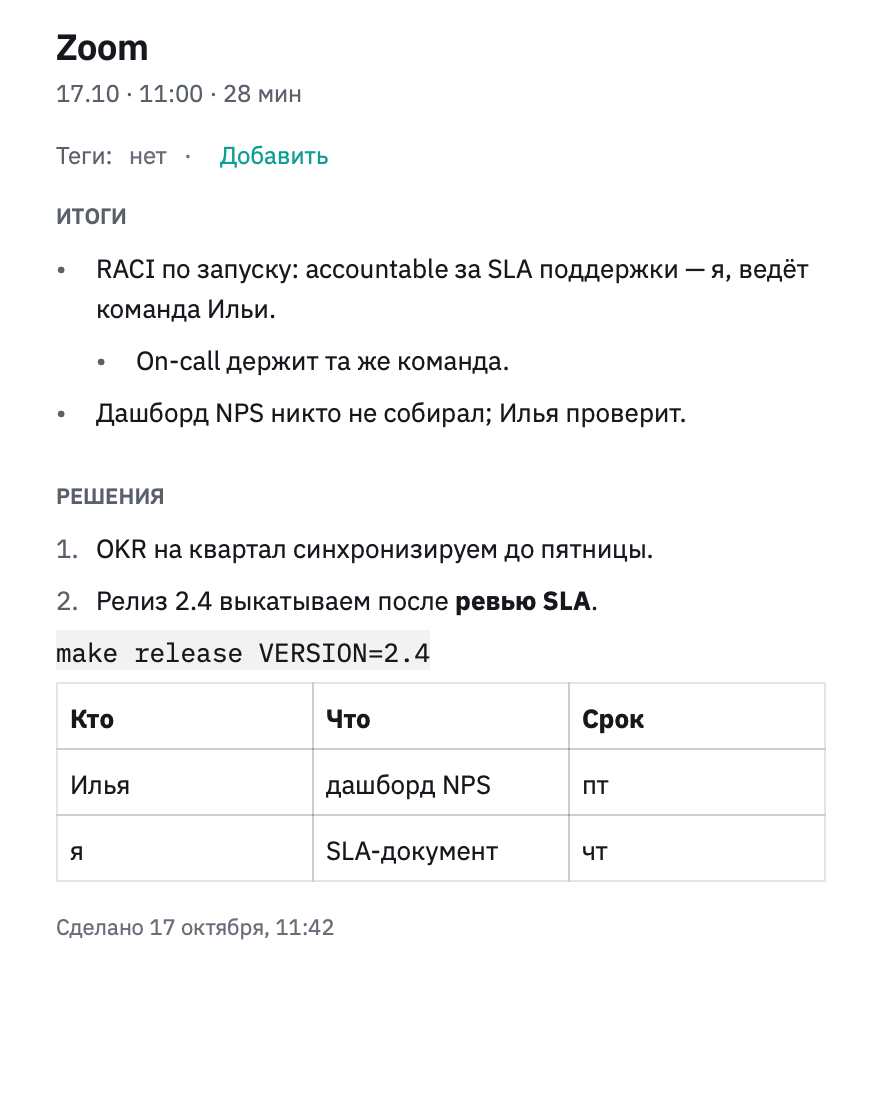 Zoom
17.10 · 11:00 · 28 мин
Теги: нет · Добавить
ИТОГИ
• RACI по запуску: accountable за SLA поддержки — я, ведёт
команда Ильи.
• On-call держит та же команда.
• Дашборд NPS никто не собирал; Илья проверит.
РЕШЕНИЯ
1. OKR на квартал синхронизируем до пятницы.
2. Релиз 2.4 выкатываем после ревью SLA.
make release VERSION=2.4
Кто Что Срок
Илья дашборд NPS пт
я SLA-документ чт
Сделано 17 октября, 11:42